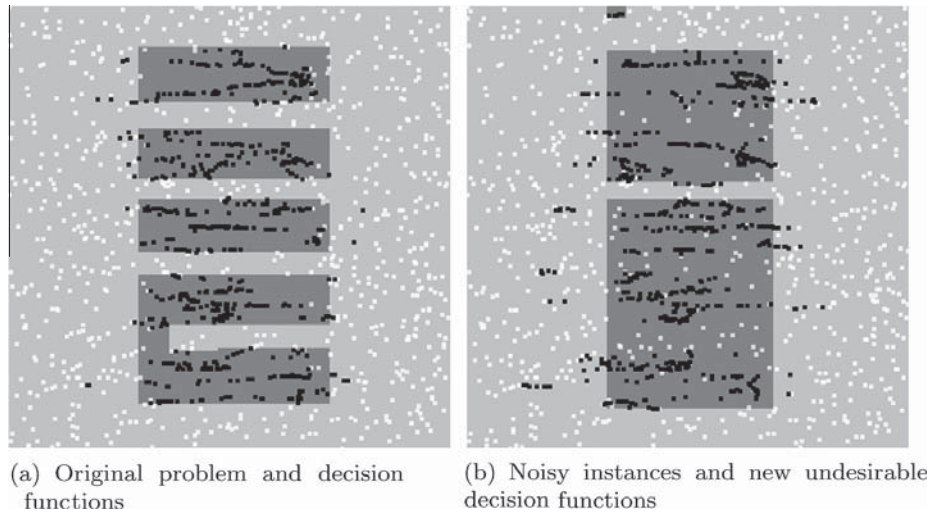 (a) Original problem and decision
functions
(b) Noisy instances and new undesirable
decision functions